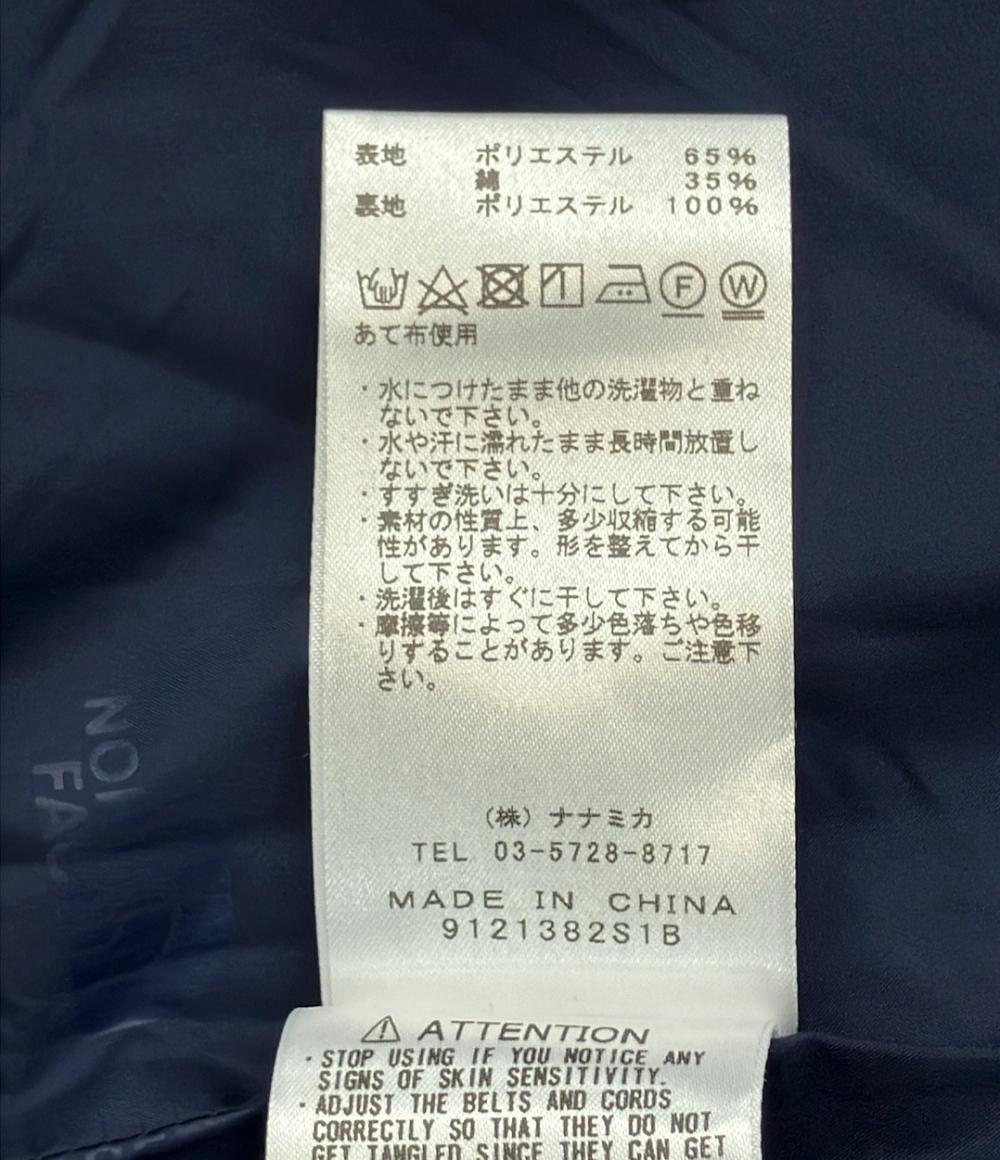 表地 ポリエステル 65%
綿 35%
裏地 ポリエステル 100%
F W
あて布使用
・水につけたまま他の洗濯物と重ね
ないで下さい。
・水や汗に濡れたまま長時間放置し
ないで下さい。
・すすぎ洗いは十分にして下さい。
・素材の性質上、多少収縮する可能
性があります。形を整えてから干
して下さい。
・洗濯後はすぐに干して下さい。
・摩擦等によって多少色落ちや色移
りすることがあります。ご注意下
さい。
(株) ナナミカ
TEL 03-5728-8717
MADE IN CHINA
9121382S1B
ATTENTION
・STOP USING IF YOU NOTICE ANY
SIGNS OF SKIN SENSITIVITY.
・ADJUST THE BELTS AND CORDS
CORRECTLY SO THAT THEY DO NOT
GET TANGLED SINCE THEY CAN GET